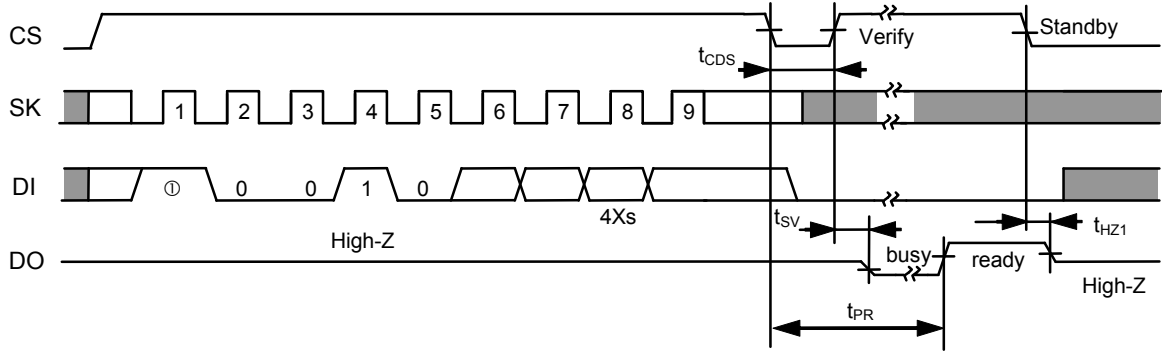 CS
Verify
Standby
tCDS
SK
1 2 3 4 5 6 7 8 9
DI
① 0 0 1 0
4Xs
tSV
tHZ1
High-Z
DO
busy
ready
High-Z
tPR